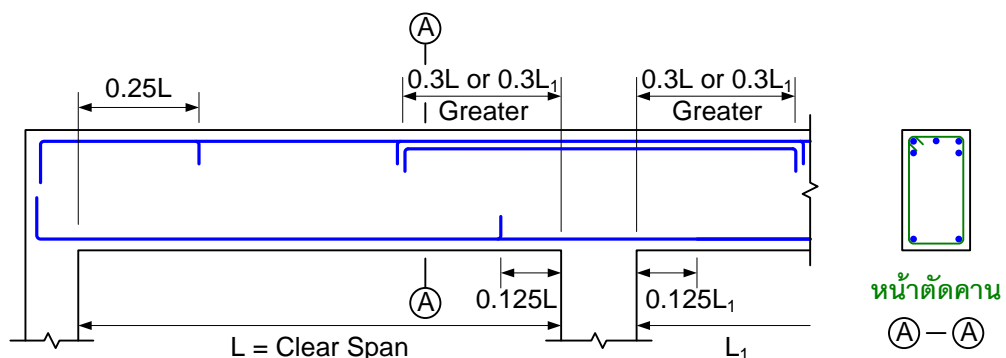 A
0.25L
0.3L or 0.3L₁
Greater
0.3L or 0.3L₁
Greater
A
0.125L
0.125L₁
L = Clear Span
L₁
หน้าตัดคาน
A – A